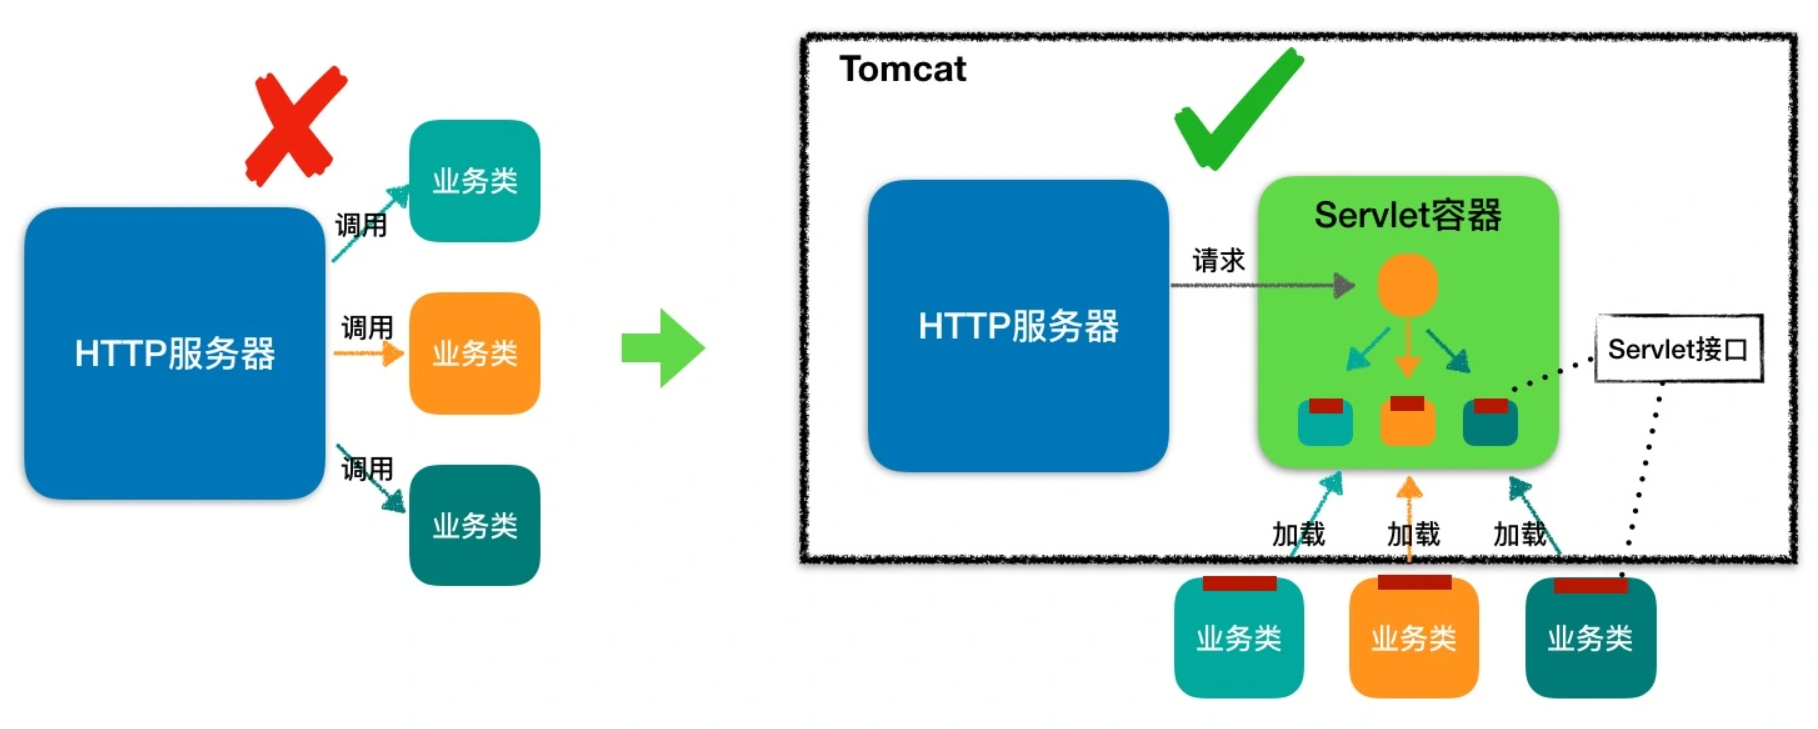 HTTP服务器
调用
业务类
调用
业务类
调用
业务类
Tomcat
HTTP服务器
请求
Servlet容器
Servlet接口
加载
加载
加载
业务类
业务类
业务类